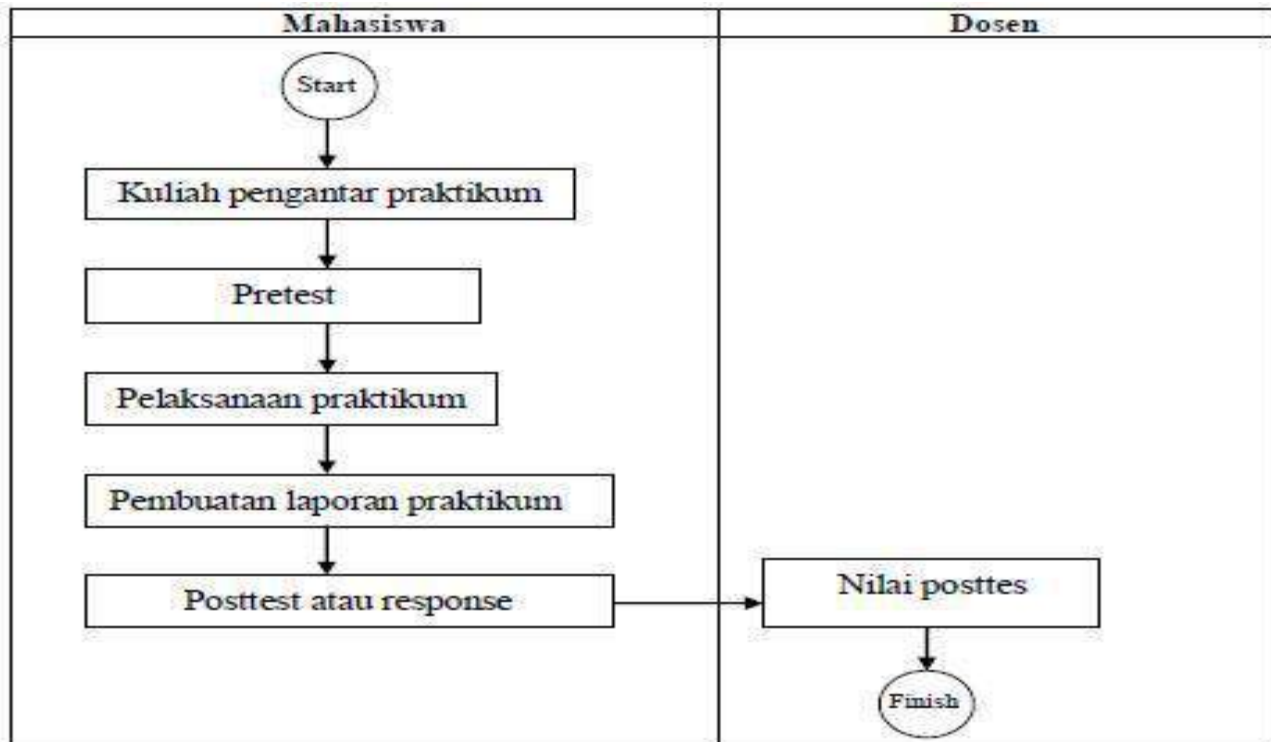 Mahasiswa
Dosen
Start
Kuliah pengantar praktikum
Pretest
Pelaksanaan praktikum
Pembuatan laporan praktikum
Posttest atau response
Nilai posttes
Finish